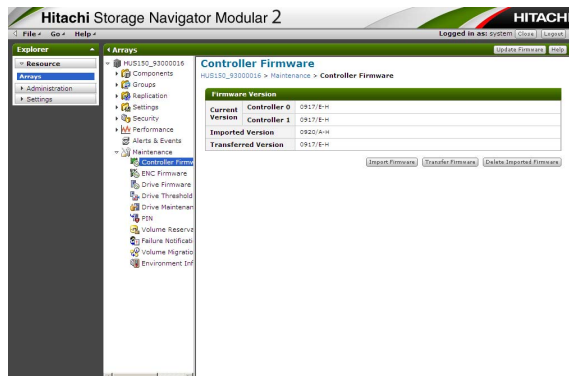 Hitachi Storage Navigator Modular 2
HITACHI
File Go Help
Logged in as: system Close Logout
Explorer
Resource
Arrays
Administration
Settings
Arrays
Update Firmware Help
HUS150_93000016
Components
Groups
Replication
Settings
Security
Performance
Alerts & Events
Maintenance
Controller Firmw
ENC Firmware
Drive Firmware
Drive Threshold
Drive Maintenan
PIN
Volume Reserva
Failure Notificati
Volume Migratio
Environment Inf
Controller Firmware
HUS150_93000016 > Maintenance > Controller Firmware
Firmware Version
Current Version
Controller 0 0917/E-H
Controller 1 0917/E-H
Imported Version 0920/A-H
Transferred Version 0917/E-H
Import Firmware Transfer Firmware Delete Imported Firmware